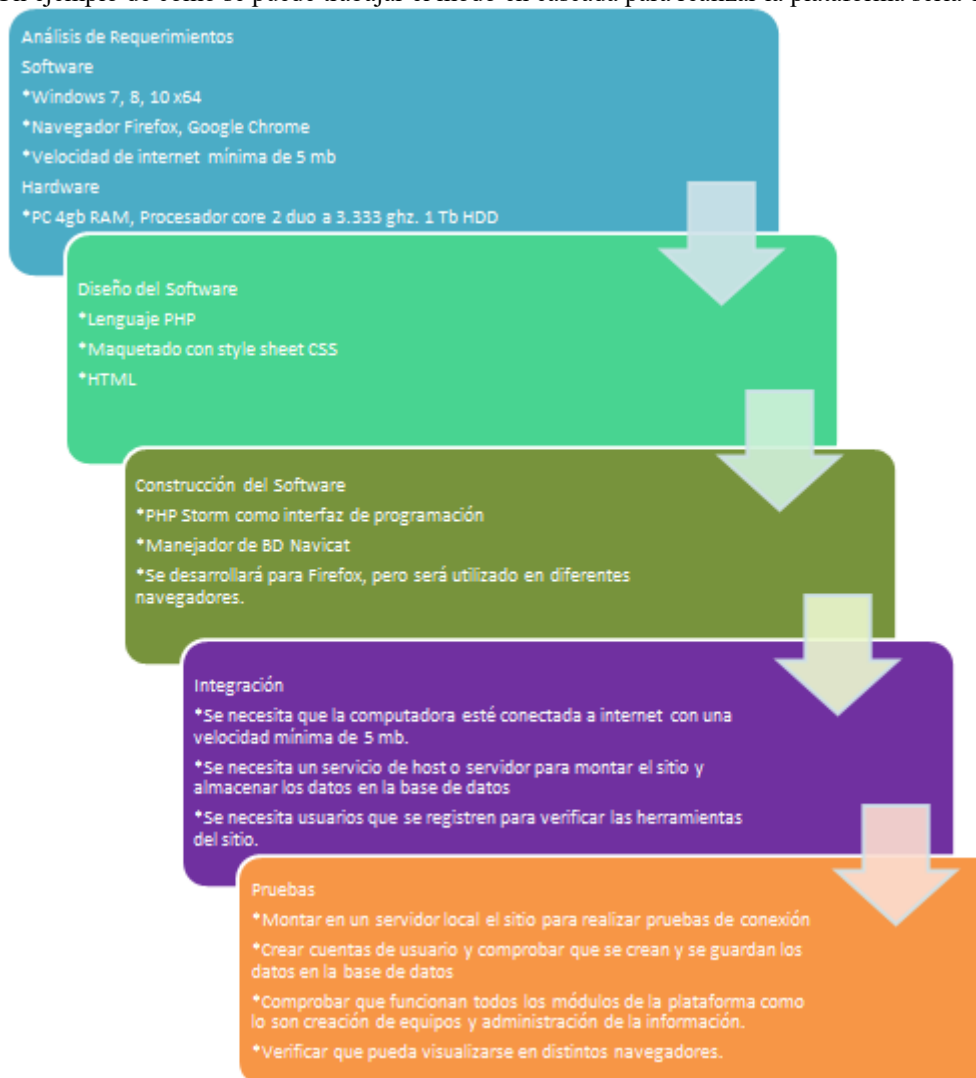 Análisis de Requerimientos
Software
*Windows 7, 8, 10 x64
*Navegador Firefox, Google Chrome
*Velocidad de internet mínima de 5 mb
Hardware
*PC 4gb RAM, Procesador core 2 duo a 3.333 ghz. 1 Tb HDD
Diseño del Software
*Lenguaje PHP
*Maquetado con style sheet CSS
*HTML
Construcción del Software
*PHP Storm como interfaz de programación
*Manejador de BD Navicat
*Se desarrollará para Firefox, pero será utilizado en diferentes
navegadores.
Integración
*Se necesita que la computadora esté conectada a internet con una
velocidad mínima de 5 mb.
*Se necesita un servicio de host o servidor para montar el sitio y
almacenar los datos en la base de datos
*Se necesita usuarios que se registren para verificar las herramientas
del sitio.
Pruebas
*Montar en un servidor local el sitio para realizar pruebas de conexión
*Crear cuentas de usuario y comprobar que se crean y se guardan los
datos en la base de datos
*Comprobar que funcionan todos los módulos de la plataforma como
lo son creación de equipos y administración de la información.
*Verificar que pueda visualizarse en distintos navegadores.